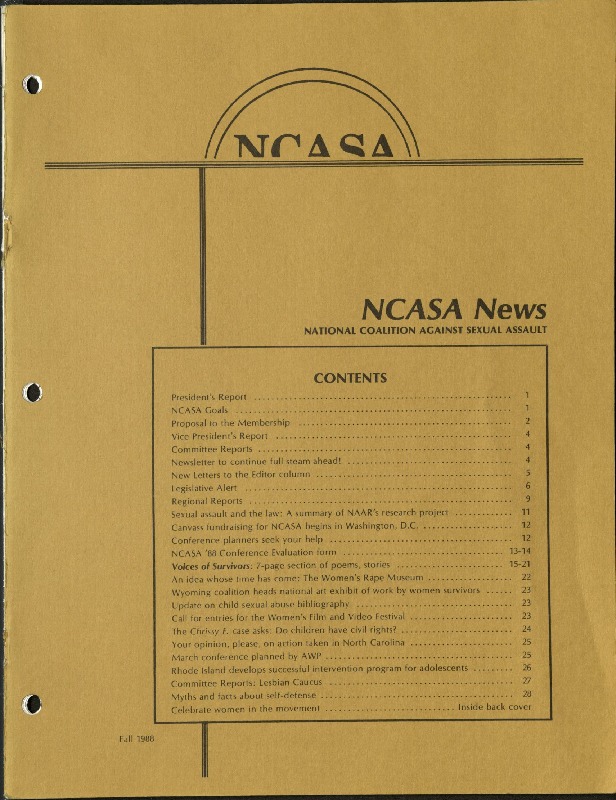 NCASA
NCASA News
NATIONAL COALITION AGAINST SEXUAL ASSAULT
CONTENTS
President's Report ........ 1
NCASA Goals ........ 1
Proposal to the Membership ........ 2
Vice President's Report ........ 4
Committee Reports ........ 4
Newsletter to continue full steam ahead! ........ 4
New Letters to the Editor column ........ 5
Legislative Alert ........ 6
Regional Reports ........ 9
Sexual assault and the law: A summary of NAAR's research project ........ 11
Canvass fundraising for NCASA begins in Washington, D.C. ........ 12
Conference planners seek your help ........ 12
NCASA '88 Conference Evaluation form ........ 13-14
Voices of Survivors: 7-page section of poems, stories ........ 15-21
An idea whose time has come: The Women's Rape Museum ........ 22
Wyoming coalition heads national art exhibit of work by women survivors ...... 23
Update on child sexual abuse bibliography ........ 23
Call for entries for the Women's Film and Video Festival ........ 23
The Chrissy F. case asks: Do children have civil rights? ........ 24
Your opinion, please, on action taken in North Carolina ........ 25
March conference planned by AWP ........ 25
Rhode Island develops successful intervention program for adolescents ........ 26
Committee Reports: Lesbian Caucus ........ 27
Myths and facts about self-defense ........ 28
Celebrate women in the movement ........ Inside back cover
Fall 1988